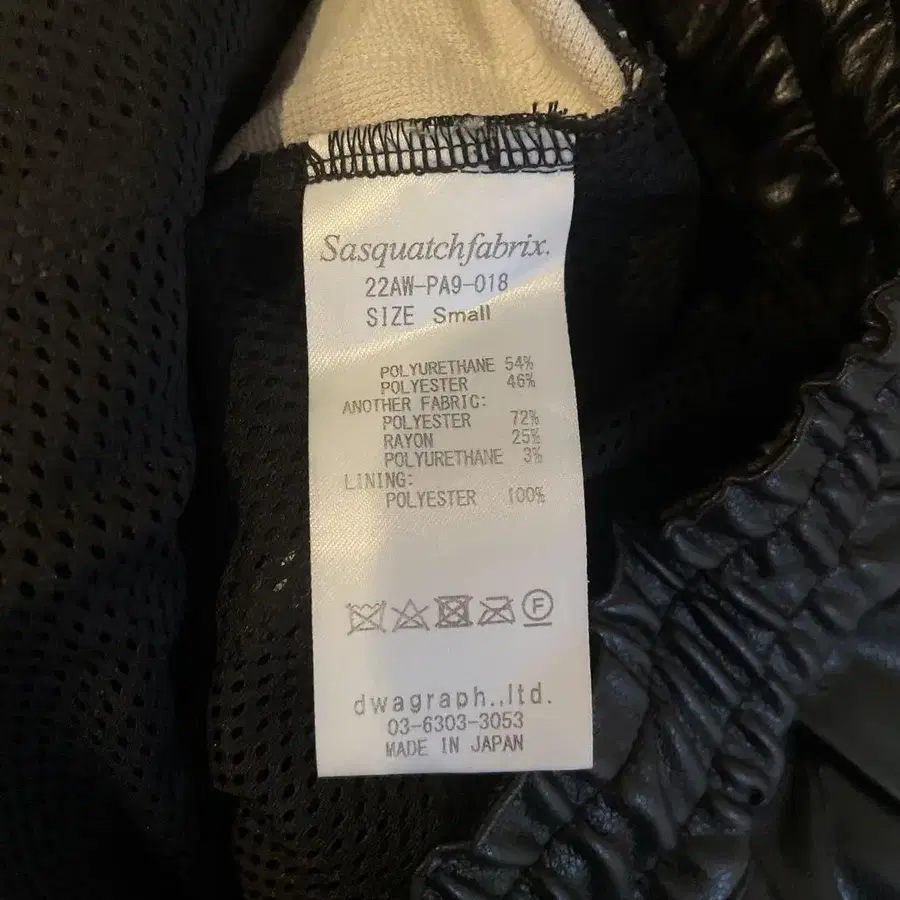 Sasquatchfabrix.
22AW-PA9-018
SIZE Small
POLYURETHANE 54%
POLYESTER 46%
ANOTHER FABRIC:
POLYESTER 72%
RAYON 25%
POLYURETHANE 3%
LINING:
POLYESTER 100%
F
dwagraph.,ltd.
03-6303-3053
MADE IN JAPAN